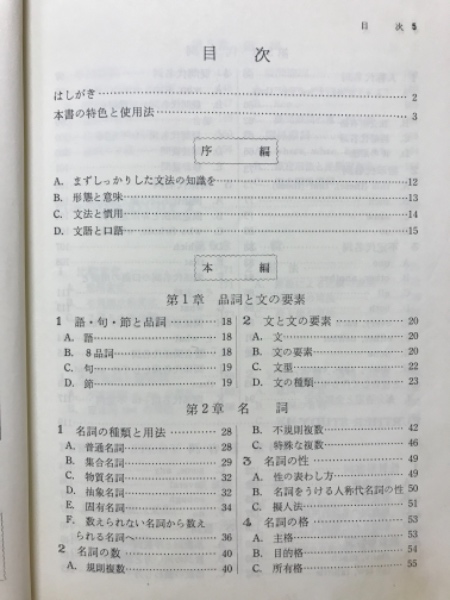 目 次 5
目 次
はしがき 2
本書の特色と使用法 3
序 編
A. まずしっかりした文法の知識を 12
B. 形態と意味 13
C. 文法と慣用 14
D. 文語と口語 15
本 編
第1章 品詞と文の要素
1 語・句・節と品詞 18
A. 語 18
B. 8品詞 18
C. 句 19
D. 節 19
2 文と文の要素 20
A. 文 20
B. 文の要素 20
C. 文型 22
D. 文の種類 23
第2章 名 詞
1 名詞の種類と用法 28
A. 普通名詞 28
B. 集合名詞 29
C. 物質名詞 32
D. 抽象名詞 32
E. 固有名詞 34
F. 数えられない名詞から数え
られる名詞へ 36
2 名詞の数 40
A. 規則複数 40
B. 不規則複数 42
C. 特殊な複数 46
3 名詞の性 49
A. 性の表わし方 49
B. 名詞をうける人称代名詞の性 50
C. 擬人法 51
4 名詞の格 53
A. 主格 53
B. 目的格 54
C. 所有格 55